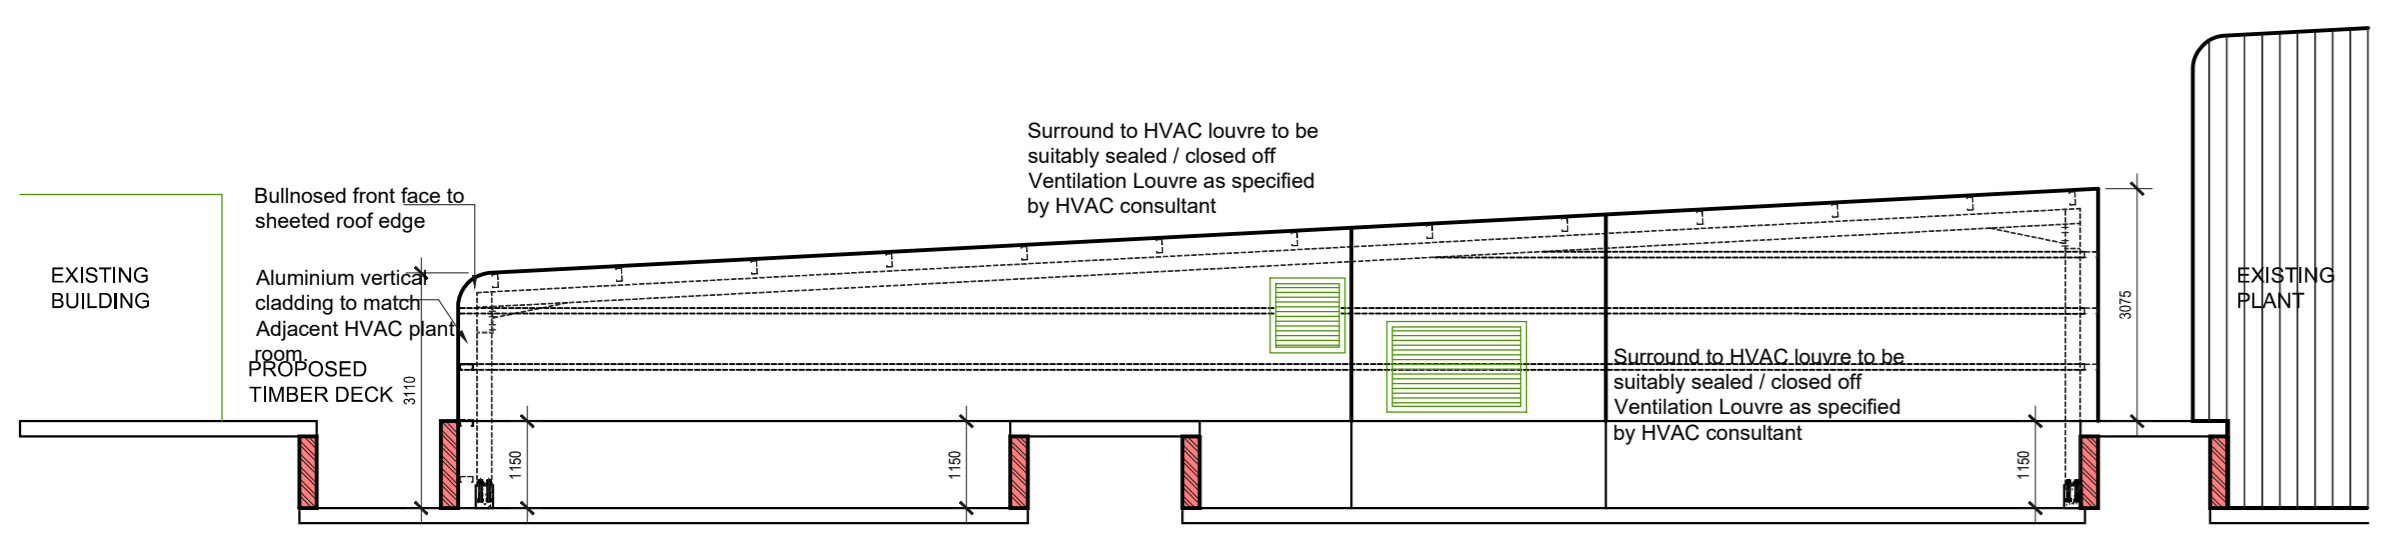 Surround to HVAC louvre to be
suitably sealed / closed off
Ventilation Louvre as specified
by HVAC consultant
Bullnosed front face to
sheeted roof edge
EXISTING
BUILDING
Aluminium vertical
cladding to match
Adjacent HVAC plant
room.
PROPOSED
TIMBER DECK
3110
1150
1150
Surround to HVAC louvre to be
suitably sealed / closed off
Ventilation Louvre as specified
by HVAC consultant
1150
3075
EXISTING
PLANT